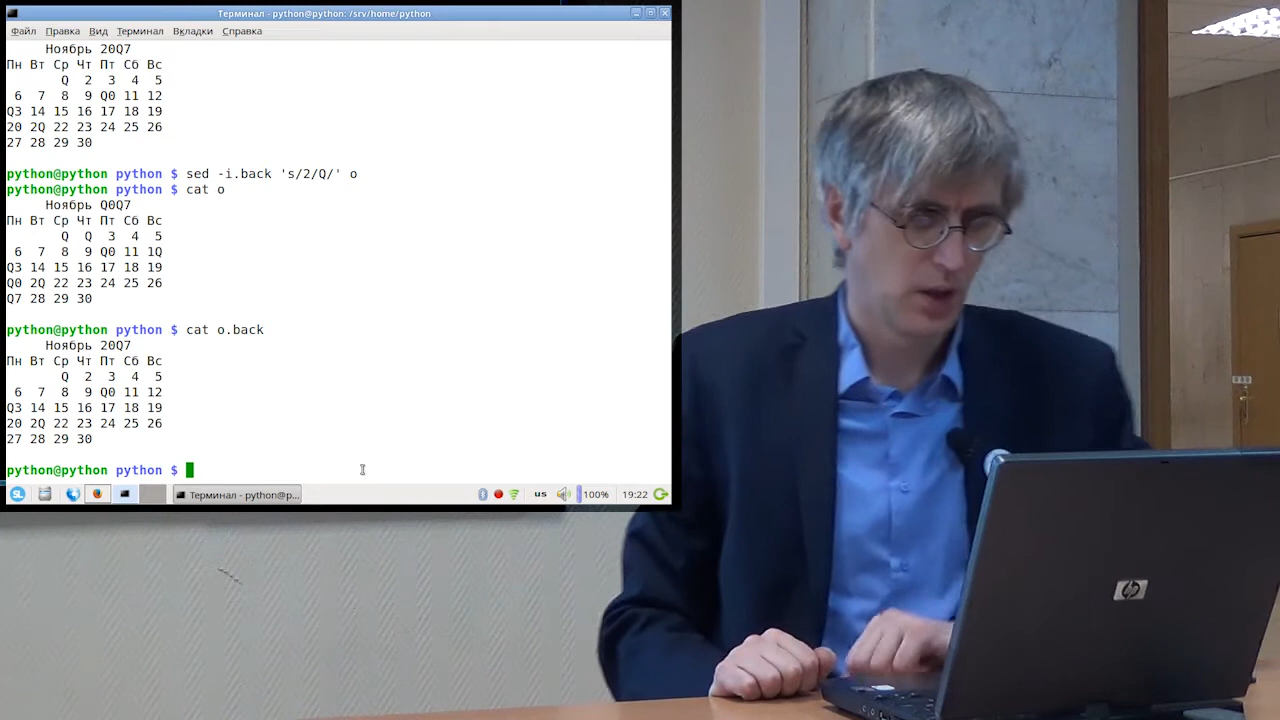 Терминал - python@python: /srv/home/python
Файл Правка Вид Терминал Вкладки Справка
Ноябрь 20Q7
Пн Вт Ср Чт Пт Сб Вс
Q 2 3 4 5
6 7 8 9 Q0 11 12
Q3 14 15 16 17 18 19
20 2Q 22 23 24 25 26
27 28 29 30
python@python python $ sed -i.back 's/2/Q/' o
python@python python $ cat o
Ноябрь Q0Q7
Пн Вт Ср Чт Пт Сб Вс
Q Q 3 4 5
6 7 8 9 Q0 11 1Q
Q3 14 15 16 17 18 19
Q0 2Q 22 23 24 25 26
Q7 28 29 30
python@python python $ cat o.back
Ноябрь 20Q7
Пн Вт Ср Чт Пт Сб Вс
Q 2 3 4 5
6 7 8 9 Q0 11 12
Q3 14 15 16 17 18 19
20 2Q 22 23 24 25 26
27 28 29 30
python@python python $
SL Терминал - python@p... us 100% 19:22
hp